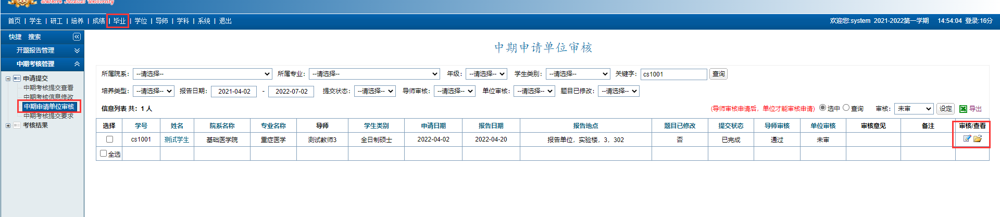 Southern Medical University
首页 | 学生 | 研工 | 培养 | 成绩 | 毕业 | 学位 | 导师 | 学科 | 系统 | 退出
欢迎您:system 2021-2022第一学期 14:54:04 登录:16分
快捷 搜索
开题报告管理
中期考核管理
申请提交
中期考核提交查看
中期考核信息修改
中期申请单位审核
中期考核提交要求
考核结果
中期申请单位审核
所属院系: --请选择-- 所属专业: --请选择-- 年级: --请选择-- 学生类别: --请选择-- 关键字: cs1001 查询
培养类型: --请选择-- 报告日期: 2021-04-02 - 2022-07-02 提交状态: --请选择-- 导师审核: --请选择-- 单位审核: --请选择-- 题目已修改: --请选择--
信息列表 共: 1 人 (导师审核申请后，单位才能审核申请) 选中 查询 审核: 未审 设定 导出
选择 学号 姓名 院系名称 专业名称 导师 学生类别 申请日期 报告日期 报告地点 题目已修改 提交状态 导师审核 单位审核 审核意见 备注 审核/查看
cs1001 测试学生 基础医学院 重症医学 测试教师3 全日制硕士 2022-04-02 2022-04-20 报告单位，实验楼，3，302 否 已完成 通过 未审
全选